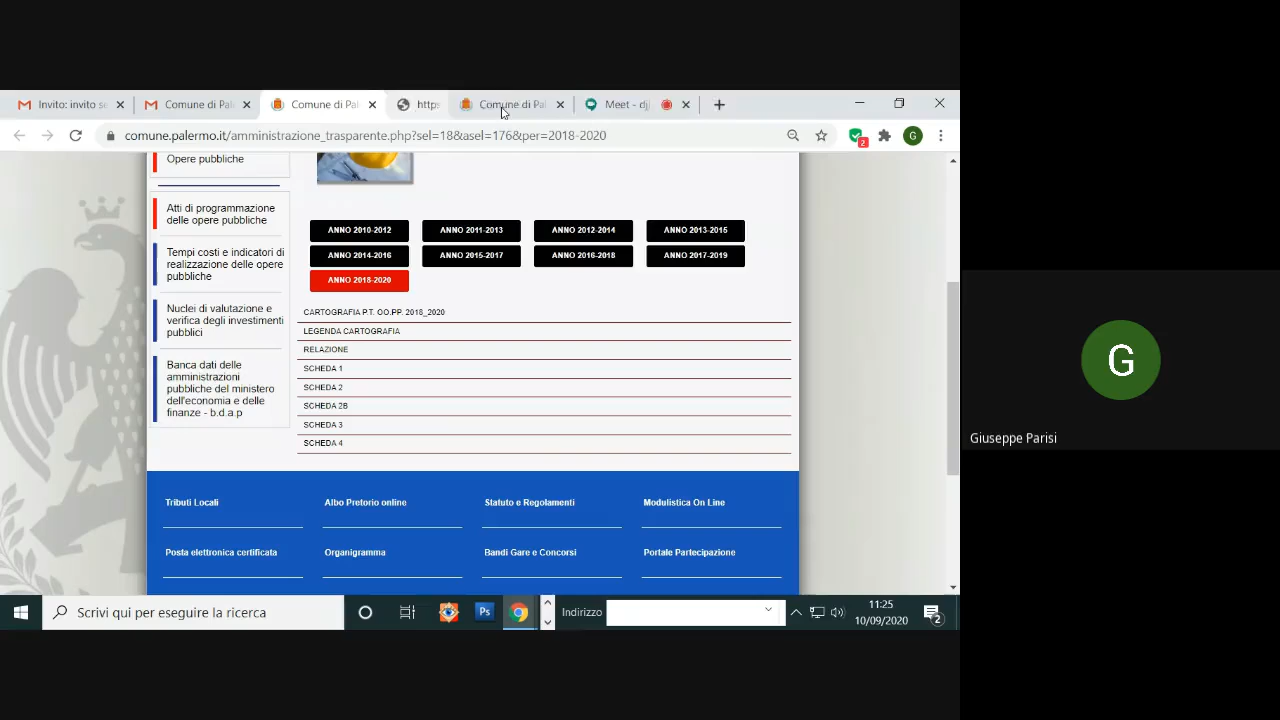 Invito: invito se
Comune di Pale
Comune di Pal
https
Comune di Pal
Meet - djj
comune.palermo.it/amministrazione_trasparente.php?sel=18&asel=176&per=2018-2020
2
G
Opere pubbliche
Atti di programmazione
delle opere pubbliche
Tempi costi e indicatori di
realizzazione delle opere
pubbliche
Nuclei di valutazione e
verifica degli investimenti
pubblici
Banca dati delle
amministrazioni
pubbliche del ministero
dell'economia e delle
finanze - b.d.a.p
ANNO 2010-2012
ANNO 2011-2013
ANNO 2012-2014
ANNO 2013-2015
ANNO 2014-2016
ANNO 2015-2017
ANNO 2016-2018
ANNO 2017-2019
ANNO 2018-2020
CARTOGRAFIA P.T. OO.PP. 2018_2020
LEGENDA CARTOGRAFIA
RELAZIONE
SCHEDA 1
SCHEDA 2
SCHEDA 2B
SCHEDA 3
SCHEDA 4
Tributi Locali
Albo Pretorio online
Statuto e Regolamenti
Modulistica On Line
Posta elettronica certificata
Organigramma
Bandi Gare e Concorsi
Portale Partecipazione
Scrivi qui per eseguire la ricerca
Ps
Indirizzo
11:25
10/09/2020
2
G
Giuseppe Parisi